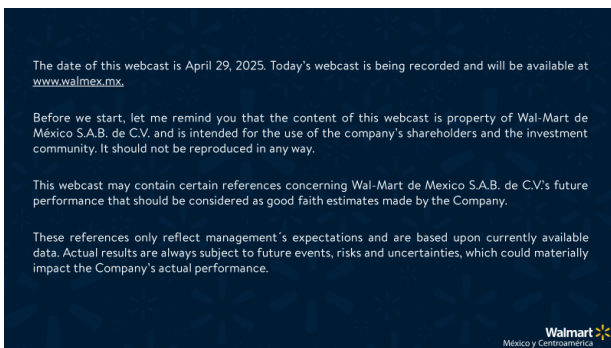 The date of this webcast is April 29, 2025. Today’s webcast is being recorded and will be available at
www.walmex.mx.
Before we start, let me remind you that the content of this webcast is property of Wal-Mart de
México S.A.B. de C.V. and is intended for the use of the company’s shareholders and the investment
community. It should not be reproduced in any way.
This webcast may contain certain references concerning Wal-Mart de Mexico S.A.B. de C.V.’s future
performance that should be considered as good faith estimates made by the Company.
These references only reflect management´s expectations and are based upon currently available
data. Actual results are always subject to future events, risks and uncertainties, which could materially
impact the Company’s actual performance.
Walmart
México y Centroamérica